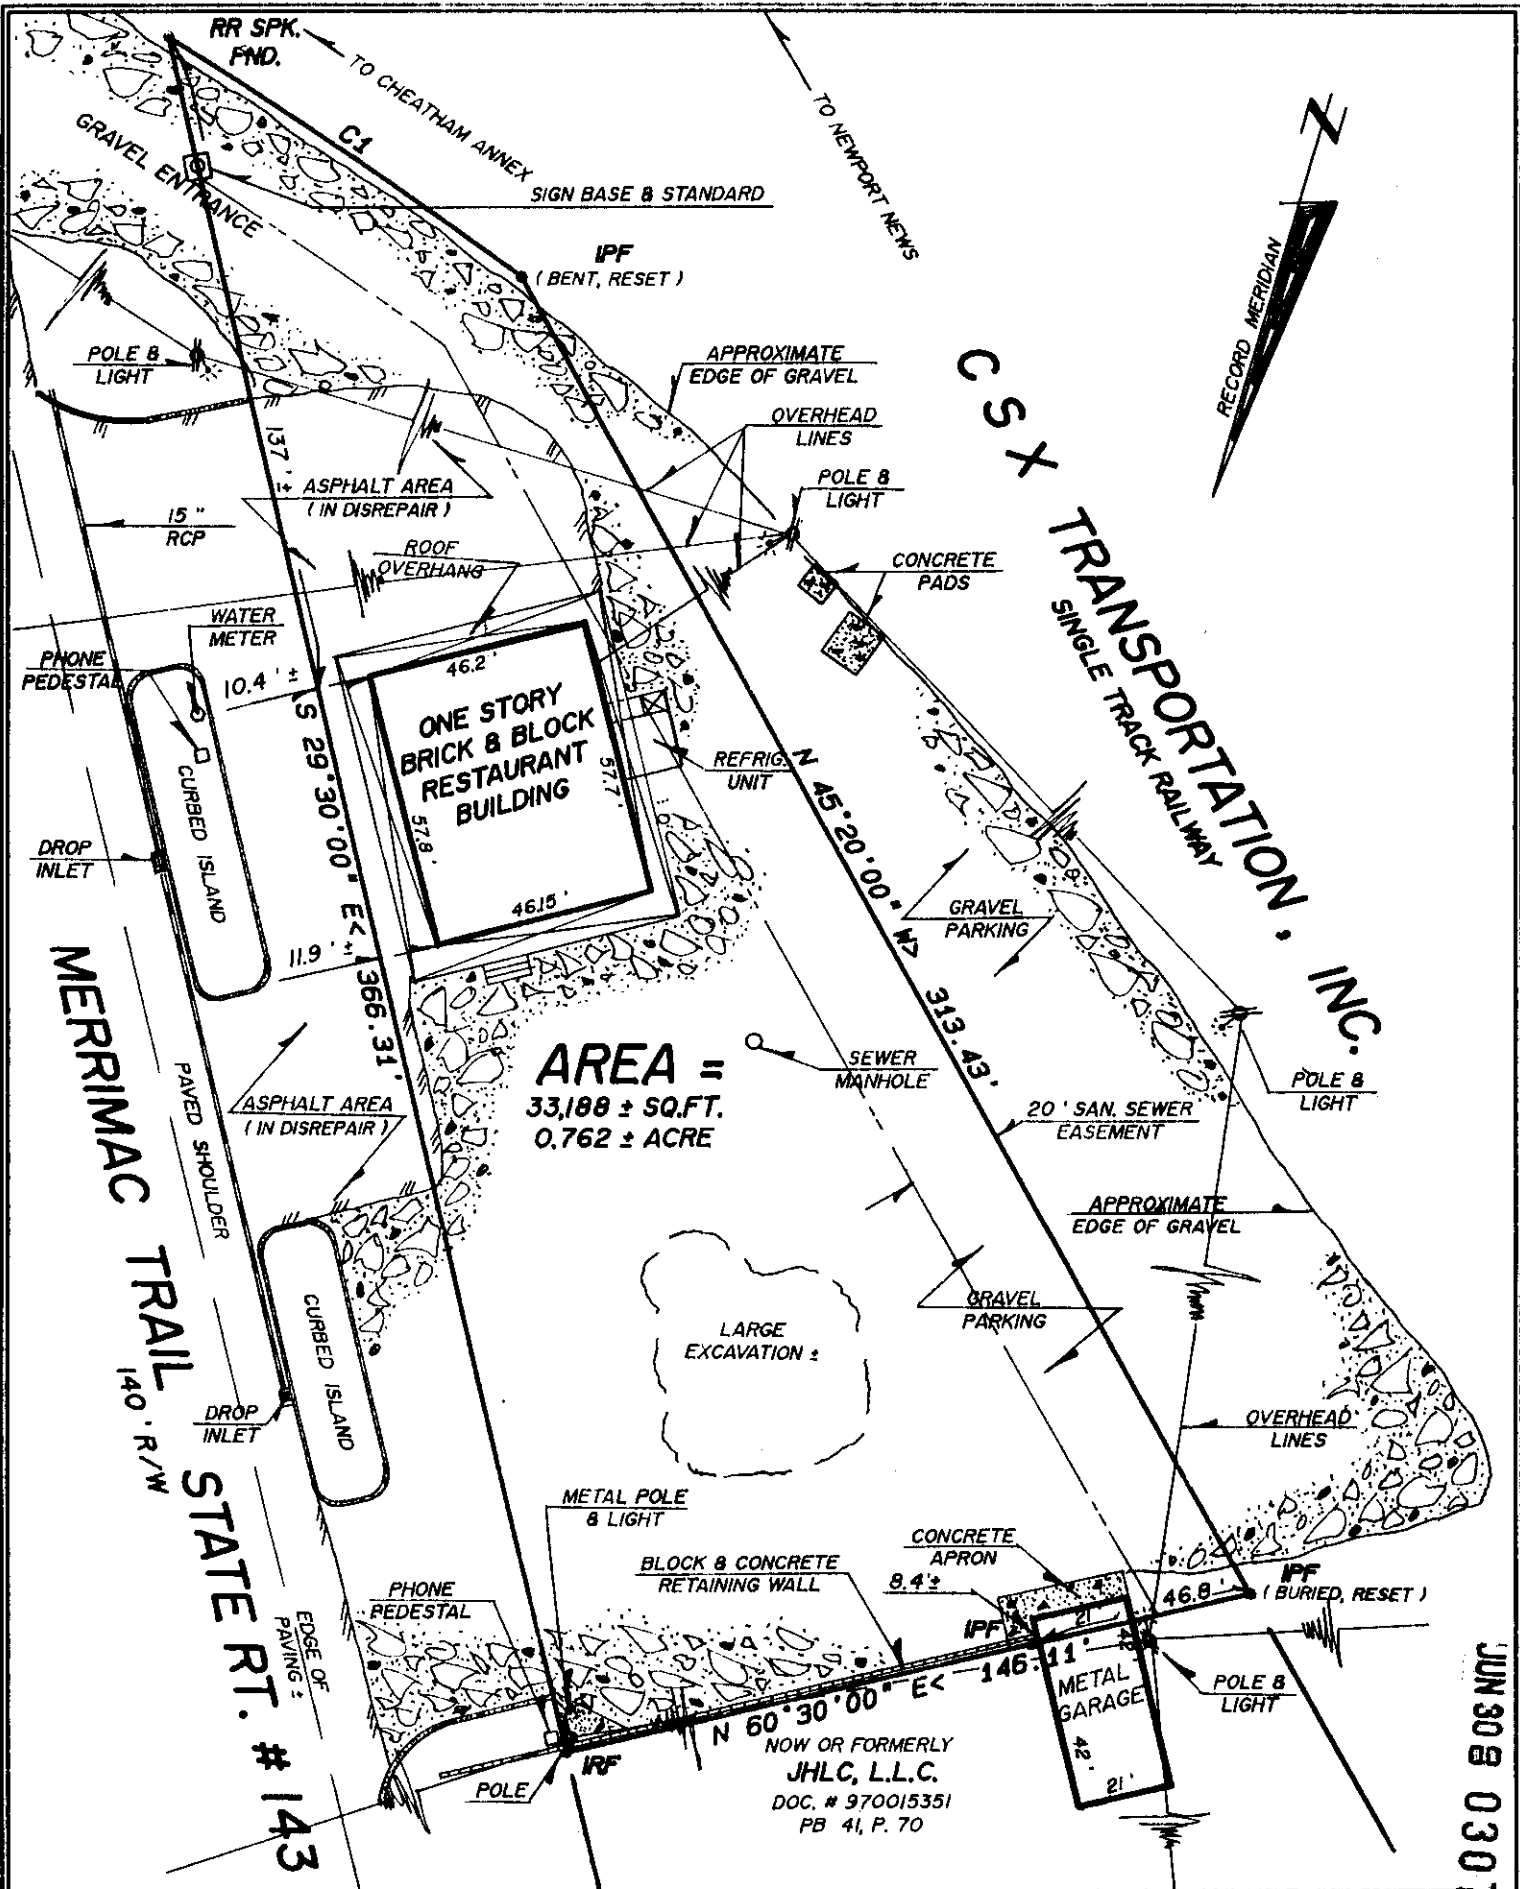 RR SPK.
FND.
TO CHEATHAM ANNEX
TO NEWPORT NEWS
C1
GRAVEL ENTRANCE
SIGN BASE & STANDARD
IPF
( BENT, RESET )
N
RECORD MERIDIAN
POLE &
LIGHT
APPROXIMATE
EDGE OF GRAVEL
OVERHEAD
LINES
CSX TRANSPORTATION, INC.
SINGLE TRACK RAILWAY
137 ' ±
ASPHALT AREA
( IN DISREPAIR )
POLE &
LIGHT
15 "
RCP
ROOF
OVERHANG
CONCRETE
PADS
WATER
METER
PHONE
PEDESTAL
10.4 ' ±
46.2 '
ONE STORY
BRICK & BLOCK
RESTAURANT
BUILDING
57.7 '
57.8 '
46.15 '
REFRIG.
UNIT
CURBED ISLAND
DROP
INLET
S 29°30'00" E< 366.31 '
N 45°20'00" W> 313.43 '
11.9 ' ±
GRAVEL
PARKING
MERRIMAC TRAIL STATE RT. # 143
140 ' R/W
PAVED SHOULDER
AREA =
33,188 ± SQ.FT.
0.762 ± ACRE
SEWER
MANHOLE
POLE &
LIGHT
ASPHALT AREA
( IN DISREPAIR )
20 ' SAN. SEWER
EASEMENT
APPROXIMATE
EDGE OF GRAVEL
CURBED ISLAND
LARGE
EXCAVATION ±
GRAVEL
PARKING
DROP
INLET
OVERHEAD
LINES
METAL POLE
& LIGHT
BLOCK & CONCRETE
RETAINING WALL
CONCRETE
APRON
8.4'±
IPF
21 '
46.8 '
IPF
( BURIED, RESET )
PHONE
PEDESTAL
EDGE OF
PAVING ±
N 60°30'00" E< 146.11'
42 '
METAL
GARAGE
42 '
21 '
POLE &
LIGHT
POLE
IRF
NOW OR FORMERLY
JHLC, L.L.C.
DOC. # 970015351
PB 41, P. 70
JUN 30 8 030